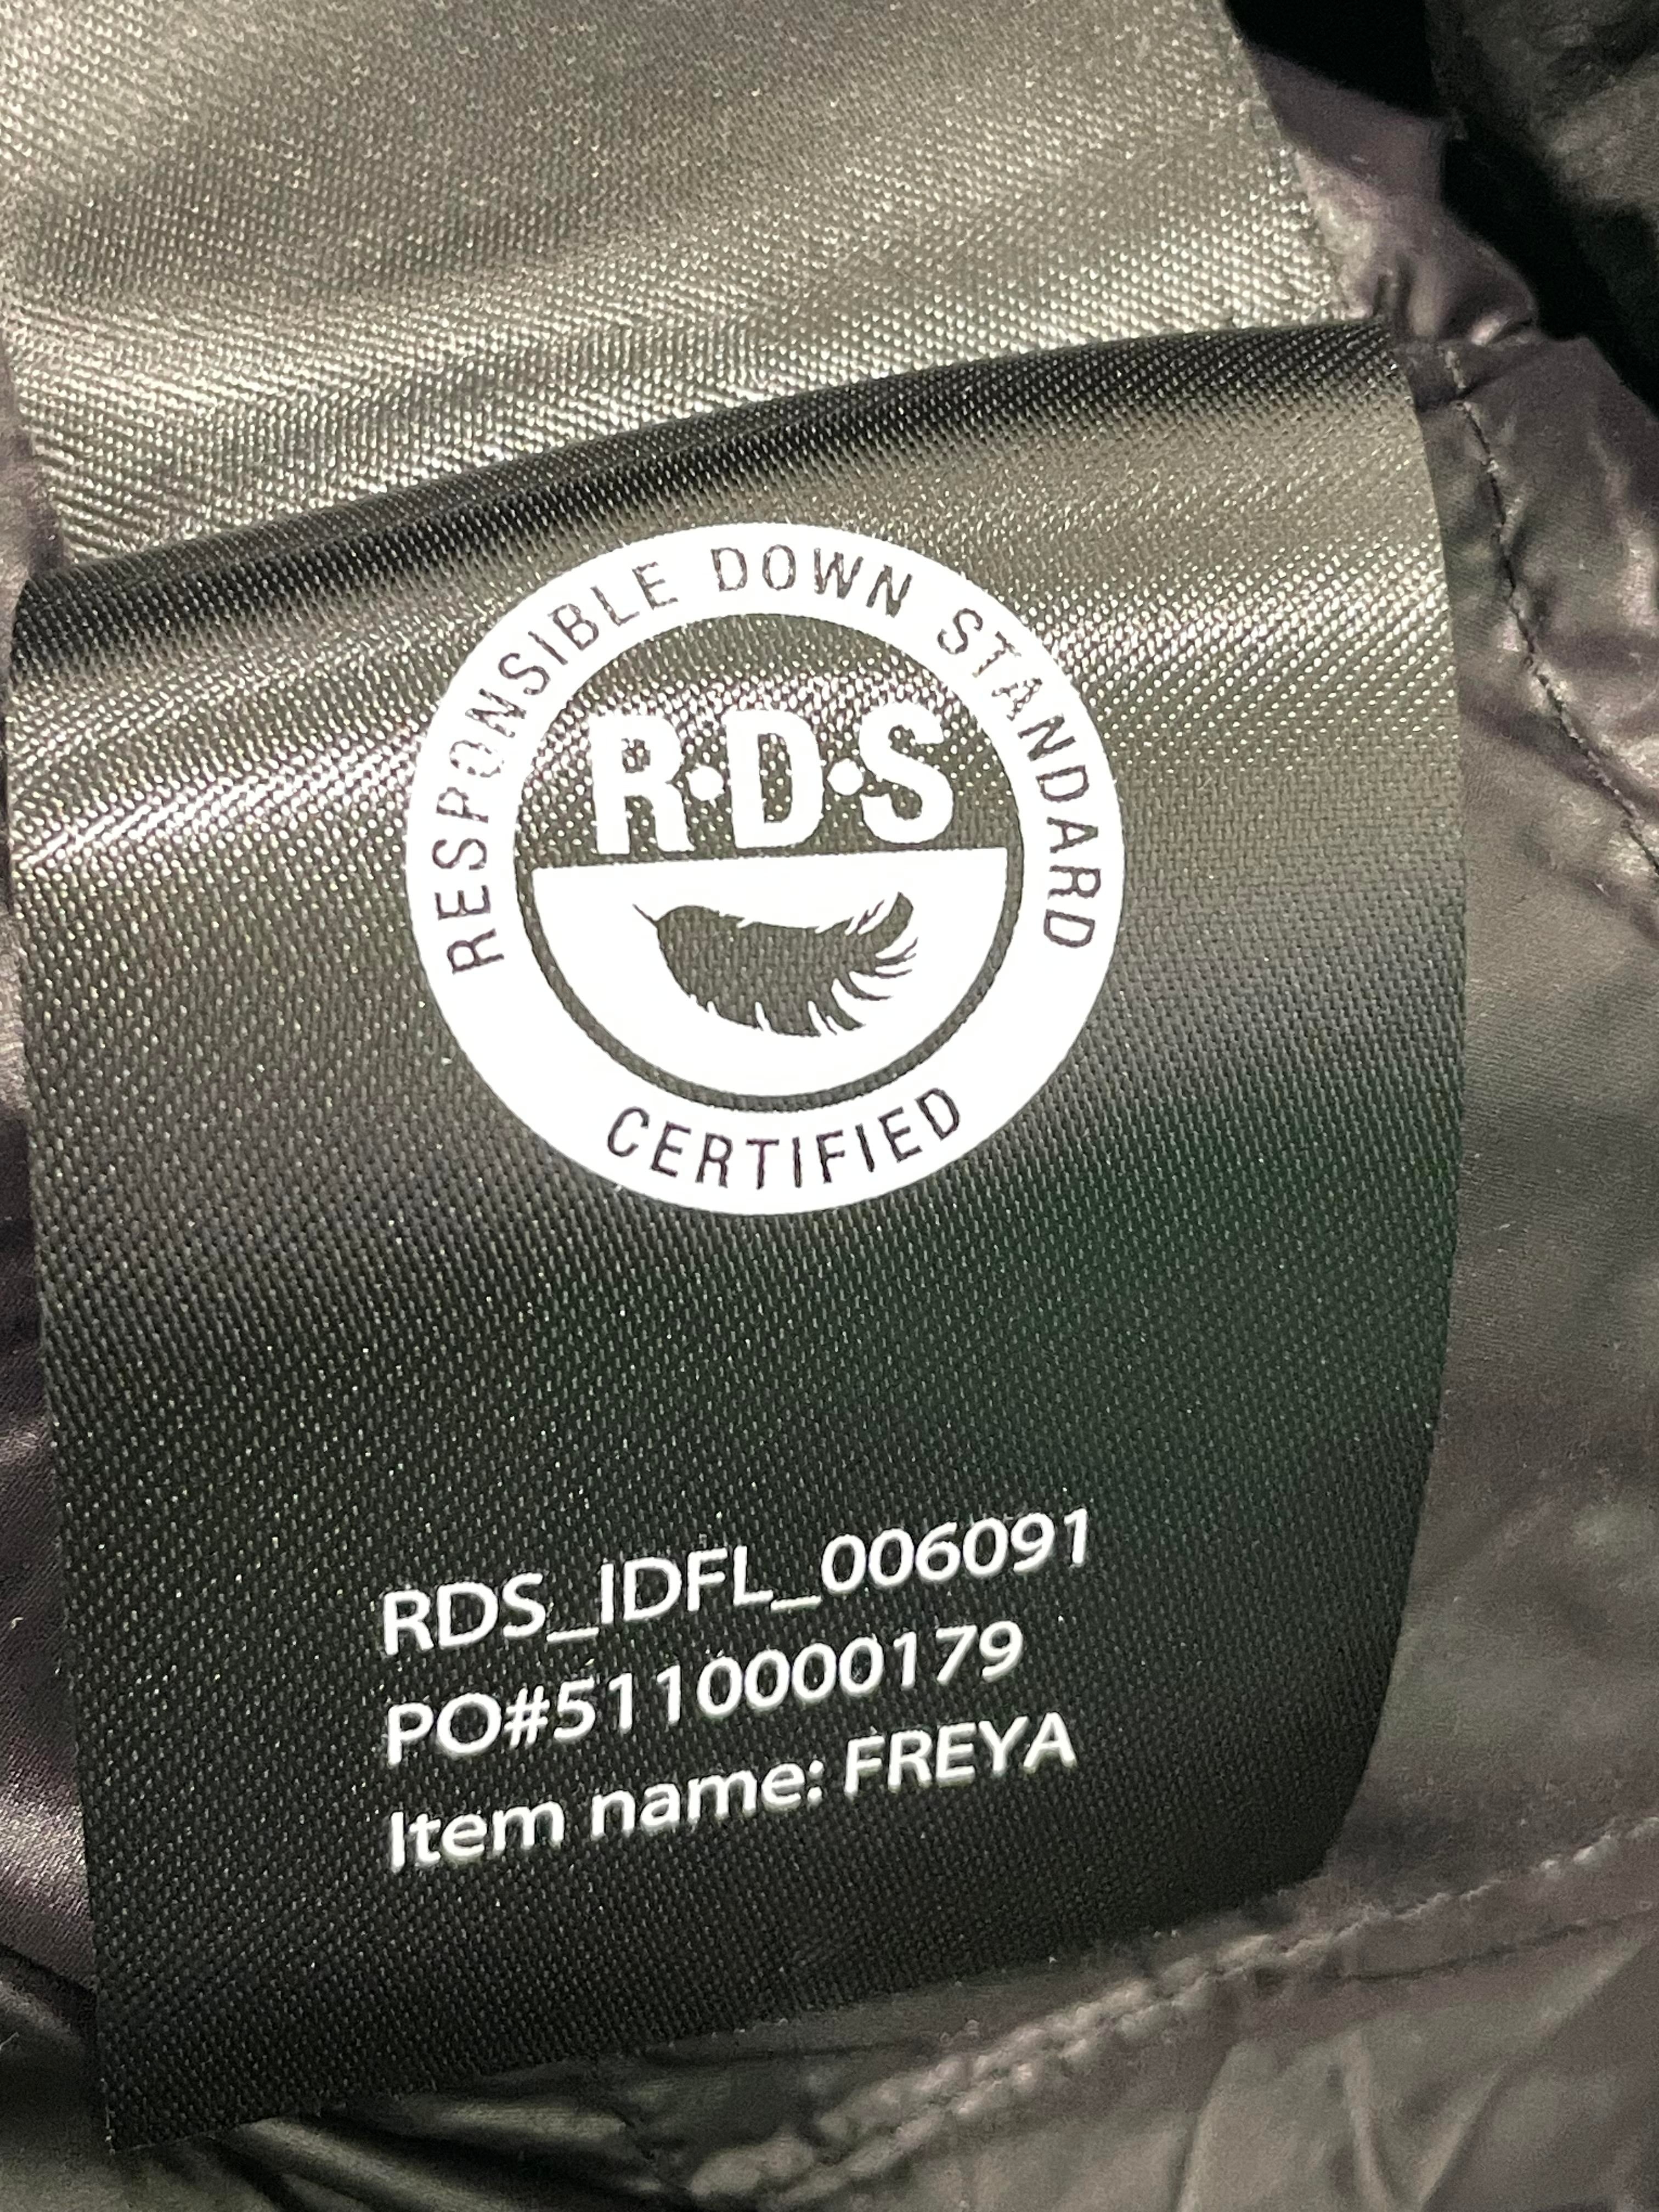 RESPONSIBLE DOWN STANDARD
R·D·S
CERTIFIED
RDS_IDFL_006091
PO#5110000179
Item name: FREYA